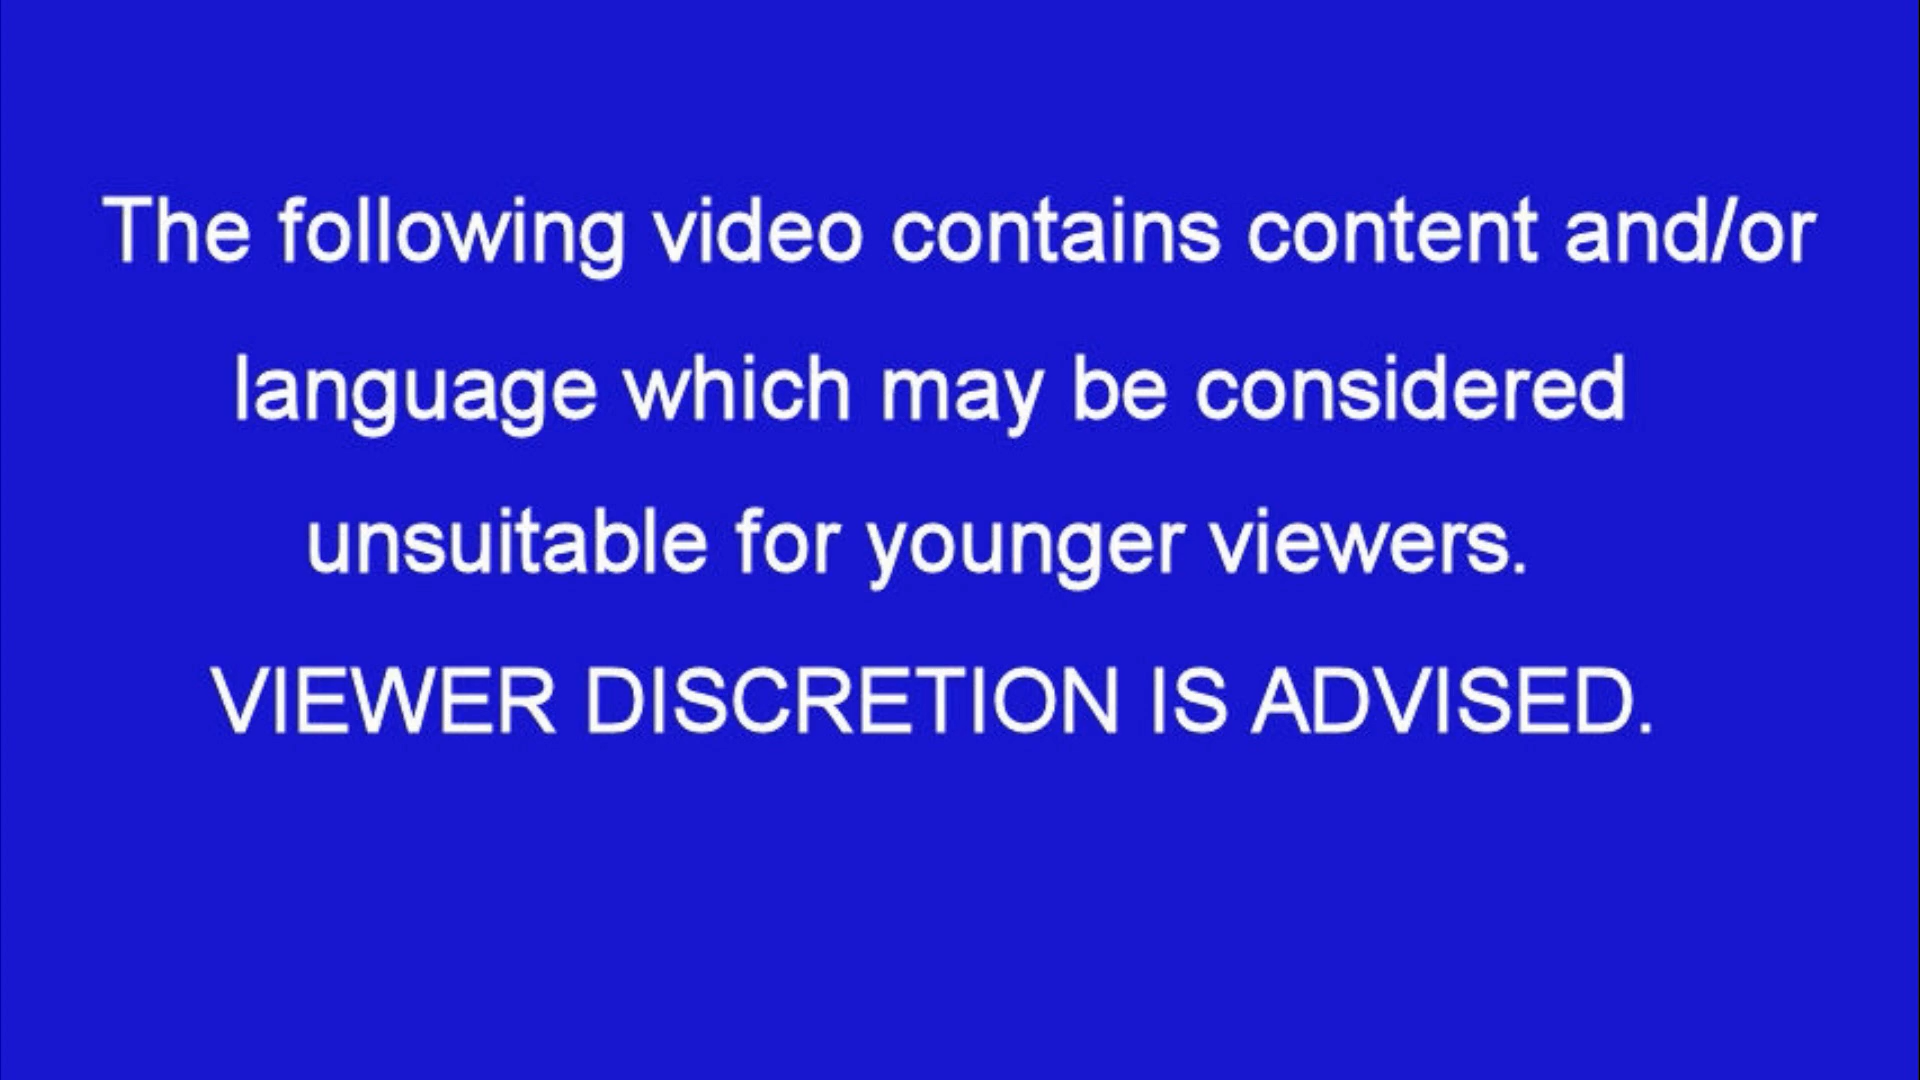 The following video contains content and/or
language which may be considered
unsuitable for younger viewers.
VIEWER DISCRETION IS ADVISED.